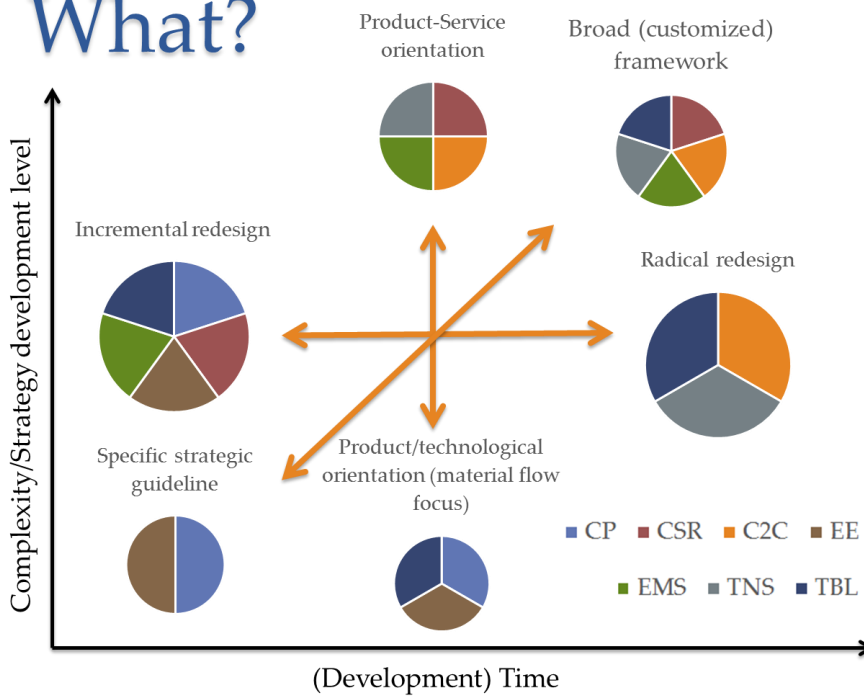 What?
Product-Service
orientation
Broad (customized)
framework
Incremental redesign
Radical redesign
Complexity/Strategy development level
Specific strategic
guideline
Product/technological
orientation (material flow
focus)
CP CSR C2C EE
EMS TNS TBL
(Development) Time